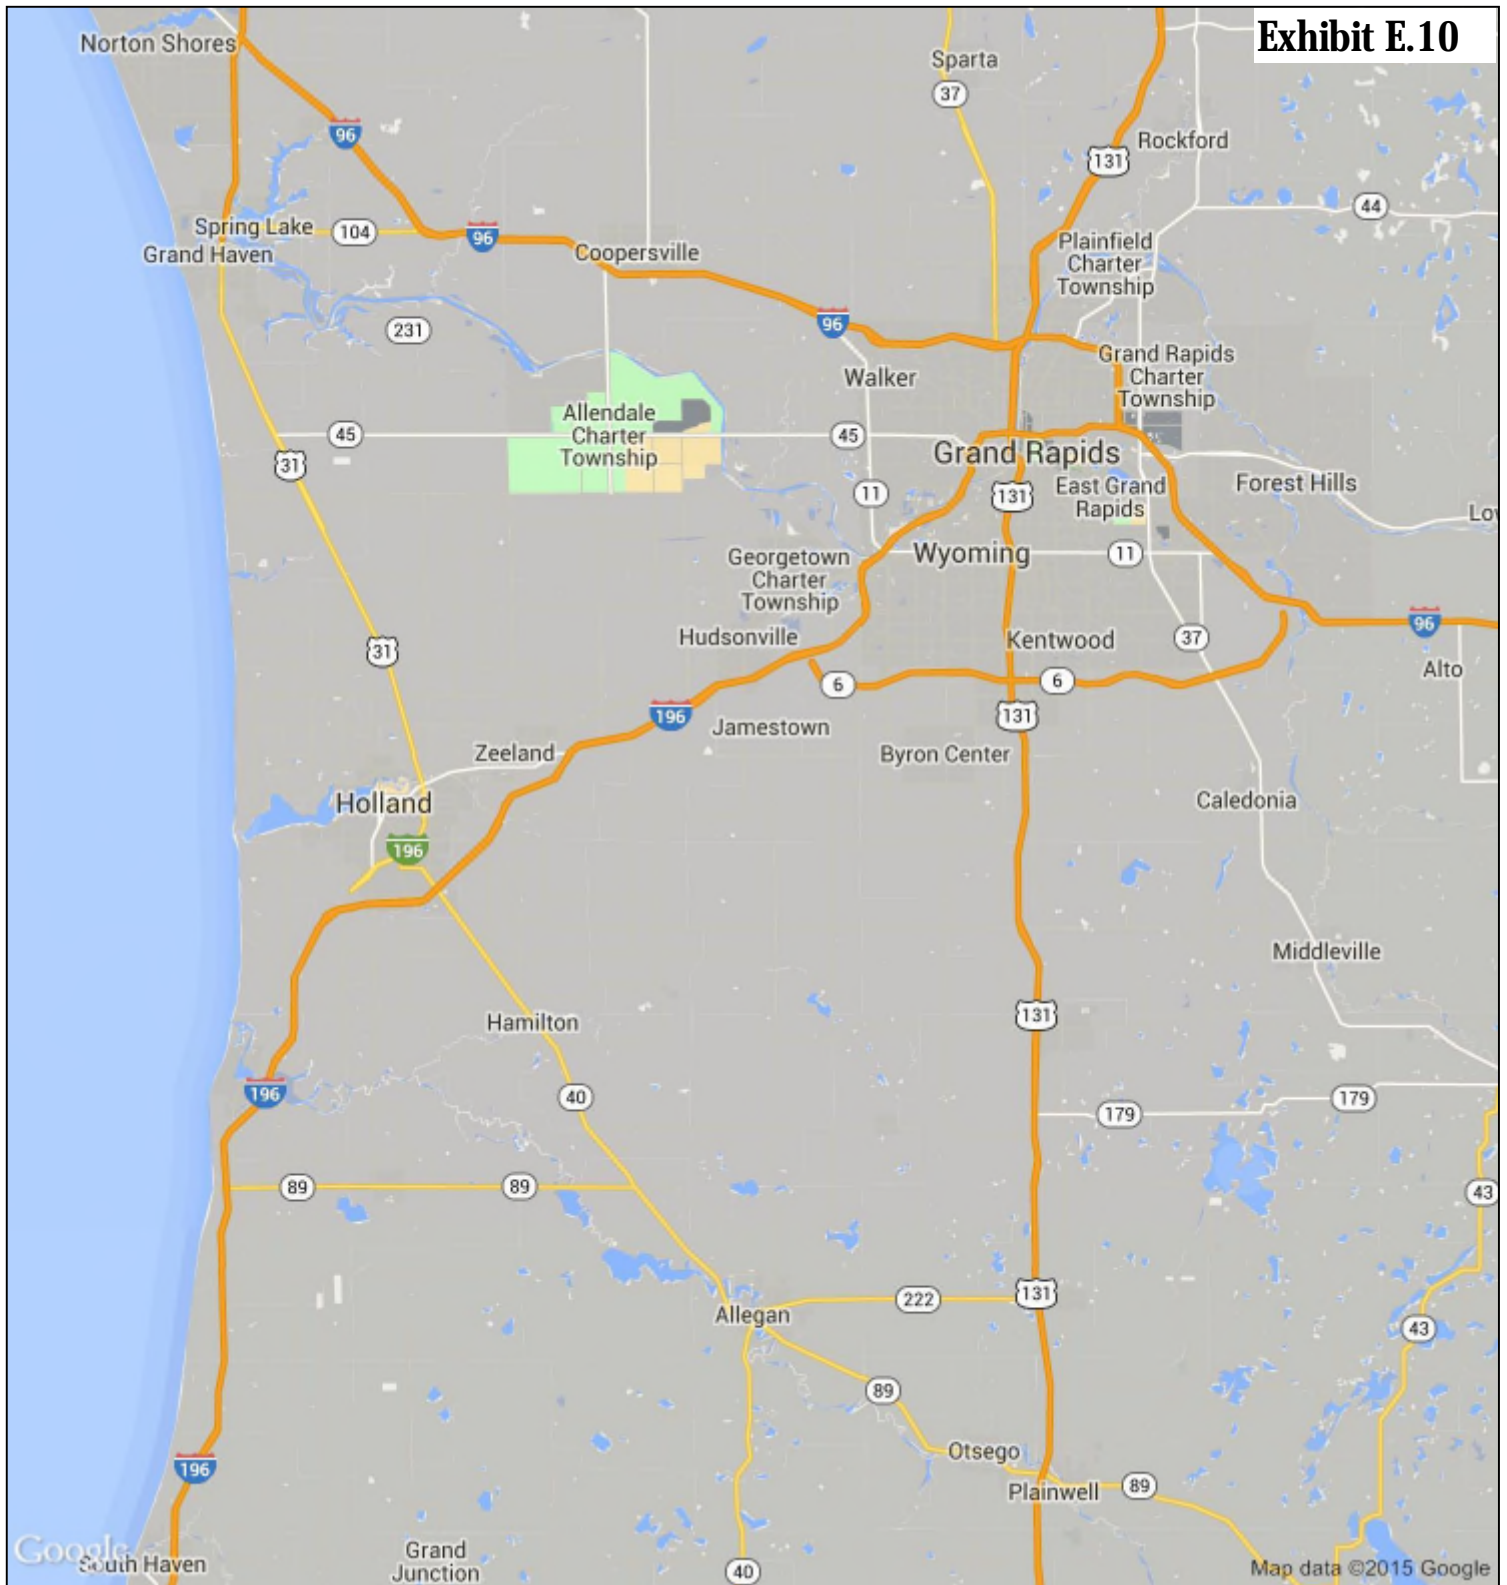 Exhibit E.10
Norton Shores
Sparta
37
96
Rockford
131
44
Spring Lake
104
96
Grand Haven
Coopersville
Plainfield
Charter
Township
231
96
Walker
Grand Rapids
Charter
Township
Allendale
Charter
Township
45
45
31
Grand Rapids
11
131
East Grand
Rapids
Forest Hills
Georgetown
Charter
Township
Wyoming
11
31
Hudsonville
Kentwood
37
96
Alto
6
6
196
Jamestown
131
Zeeland
Byron Center
Holland
Caledonia
196
Middleville
Hamilton
131
196
40
179
179
89
89
43
222
131
Allegan
43
89
Otsego
196
Plainwell
89
Google
South Haven
Grand
Junction
40
Map data ©2015 Google